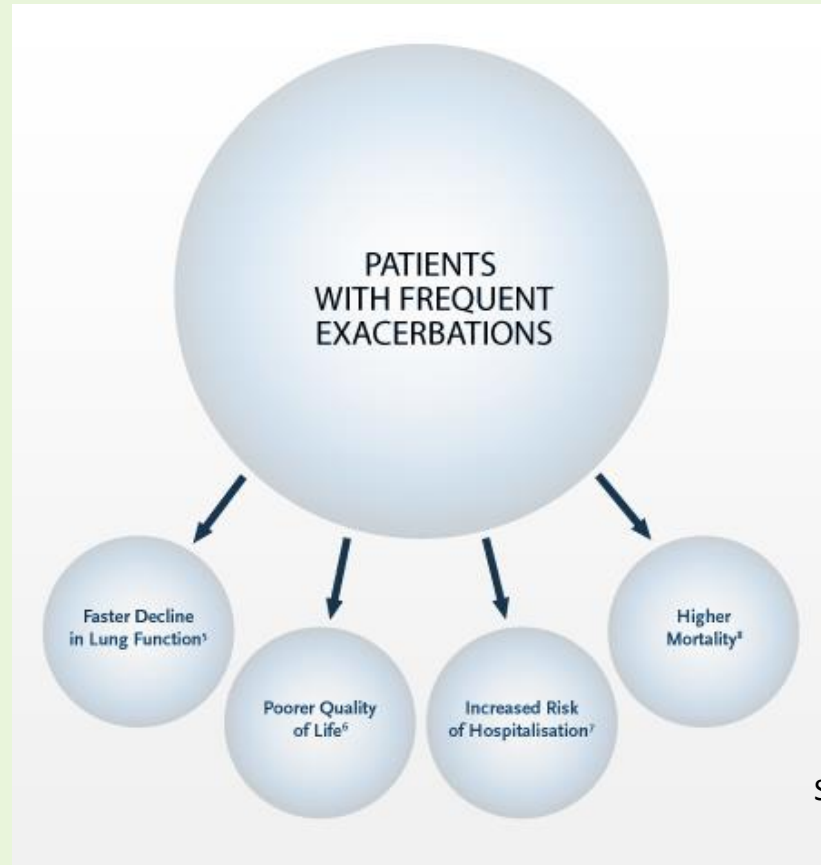 PATIENTS
WITH FREQUENT
EXACERBATIONS
Faster Decline
in Lung Function⁵
Poorer Quality
of Life⁶
Increased Risk
of Hospitalisation⁷
Higher
Mortality⁸
S